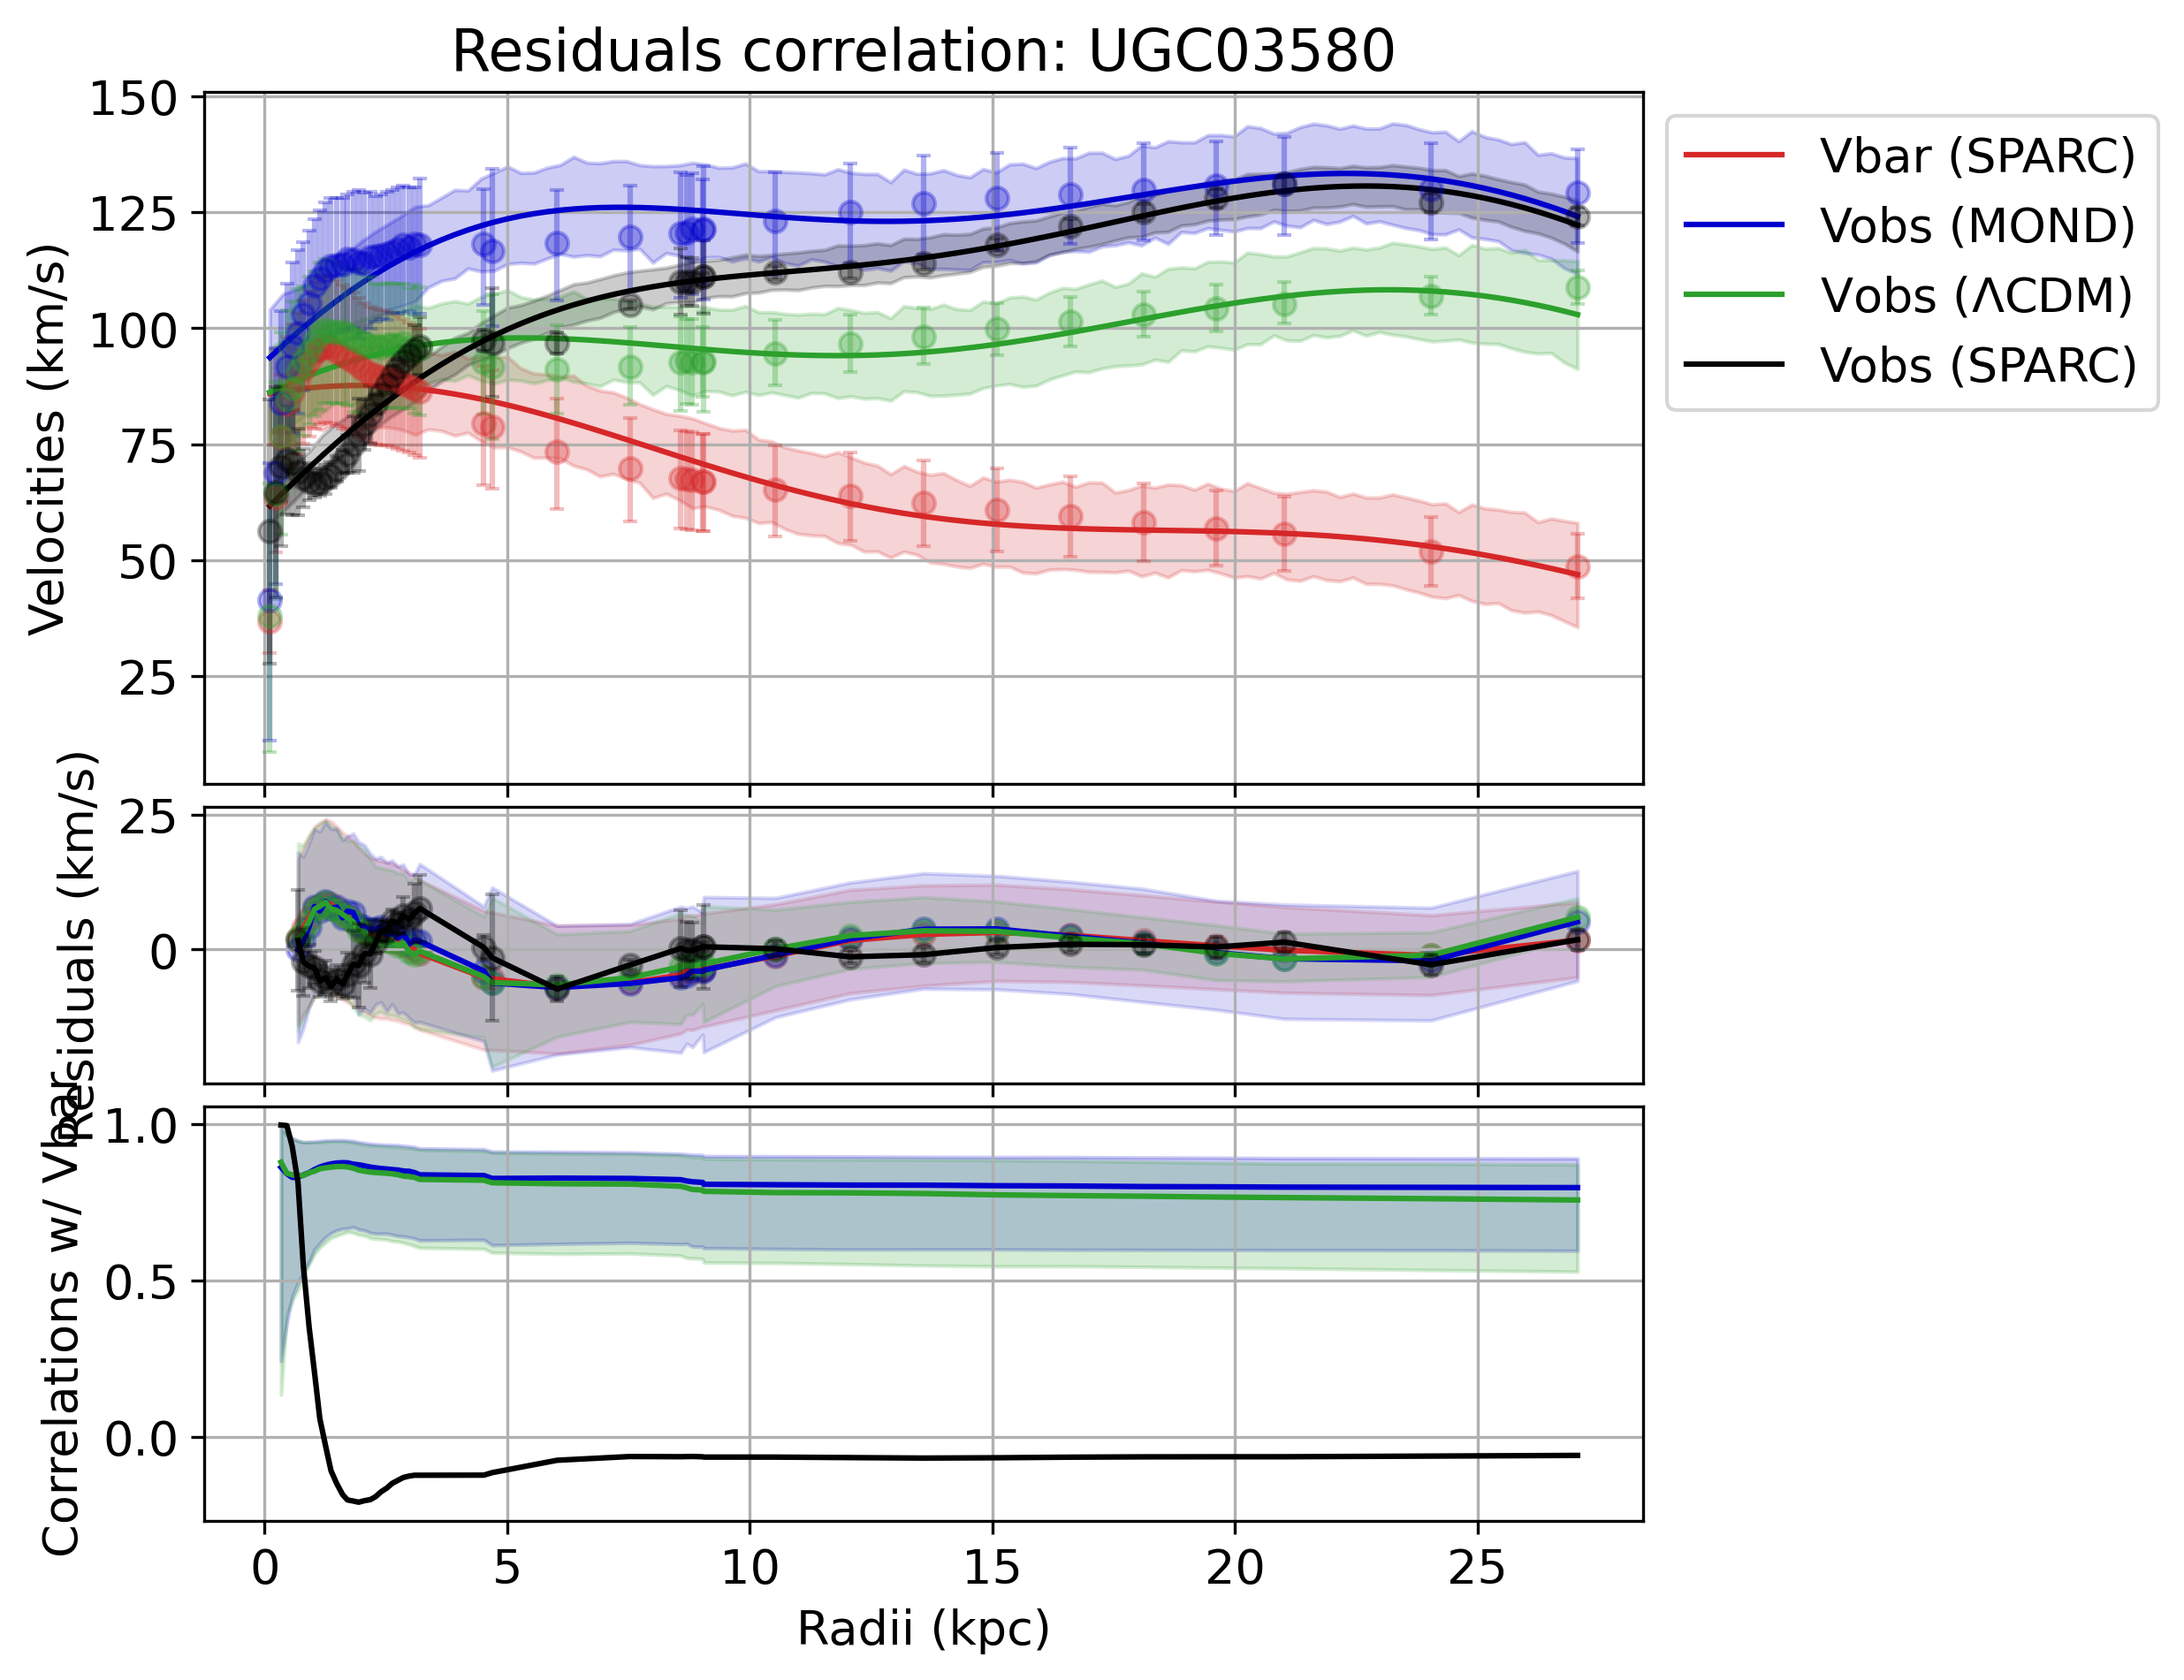 Residuals correlation: UGC03580
150
125
100
75
50
25
Velocities (km/s)
Vbar (SPARC)
Vobs (MOND)
Vobs (ΛCDM)
Vobs (SPARC)
25
0
Residuals (km/s)
1.0
0.5
0.0
Correlations w/ Vbar
0 5 10 15 20 25
Radii (kpc)